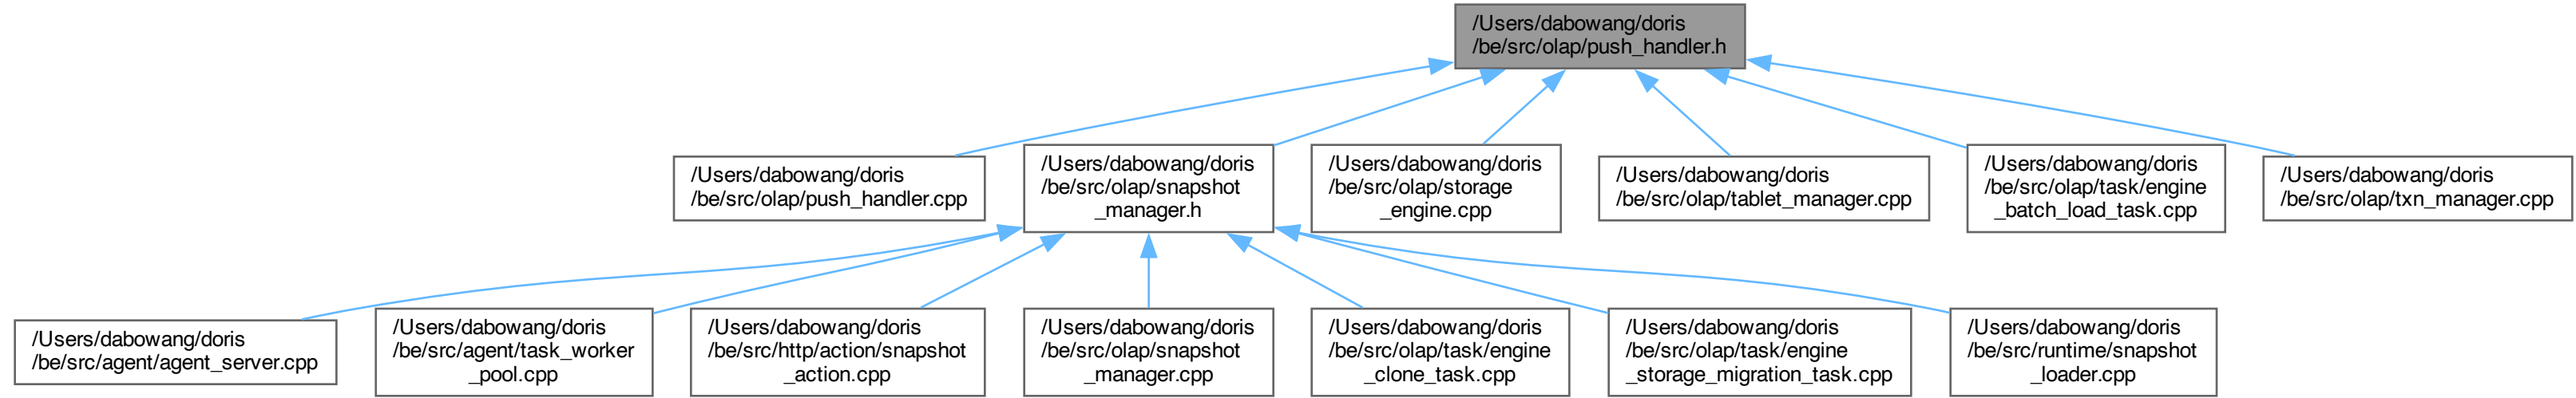 /Users/dabowang/doris
/be/src/olap/push_handler.h
/Users/dabowang/doris
/be/src/olap/push_handler.cpp
/Users/dabowang/doris
/be/src/olap/snapshot
_manager.h
/Users/dabowang/doris
/be/src/olap/storage
_engine.cpp
/Users/dabowang/doris
/be/src/olap/tablet_manager.cpp
/Users/dabowang/doris
/be/src/olap/task/engine
_batch_load_task.cpp
/Users/dabowang/doris
/be/src/olap/txn_manager.cpp
/Users/dabowang/doris
/be/src/agent/agent_server.cpp
/Users/dabowang/doris
/be/src/agent/task_worker
_pool.cpp
/Users/dabowang/doris
/be/src/http/action/snapshot
_action.cpp
/Users/dabowang/doris
/be/src/olap/snapshot
_manager.cpp
/Users/dabowang/doris
/be/src/olap/task/engine
_clone_task.cpp
/Users/dabowang/doris
/be/src/olap/task/engine
_storage_migration_task.cpp
/Users/dabowang/doris
/be/src/runtime/snapshot
_loader.cpp